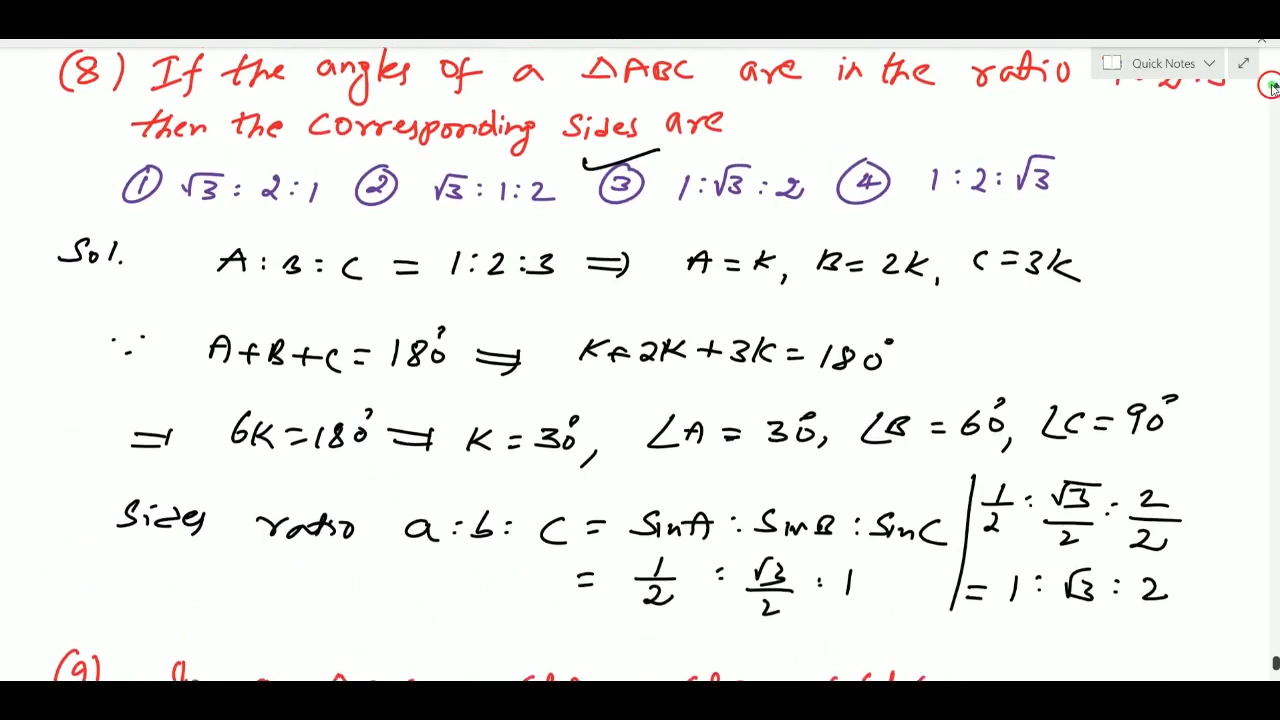 (8) If the angles of a ΔABC are in the ratio
Quick Notes
then the corresponding sides are
① √3 : 2 : 1 ② √3 : 1 : 2 ③ 1 : √3 : 2 ④ 1 : 2 : √3
Sol. A : B : C = 1 : 2 : 3 ⇒ A = K, B = 2K, C = 3K
∵ A+B+C = 180° ⇒ K+2K+3K = 180°
⇒ 6K = 180° ⇒ K = 30°, ∠A = 30°, ∠B = 60°, ∠C = 90°
Sides ratio a : b : c = SinA : SinB : SinC | 1/2 : √3/2 : 2/2
= 1/2 : √3/2 : 1 = 1 : √3 : 2
(9)